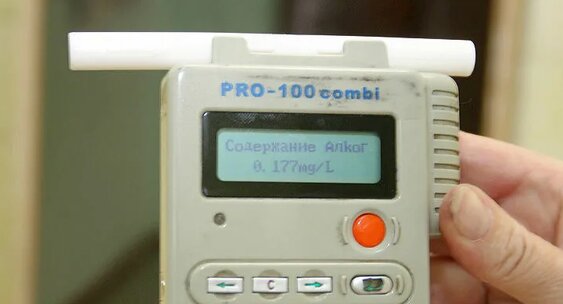 PRO-100 combi
Содержание Алког
0.177mg/L
← C →